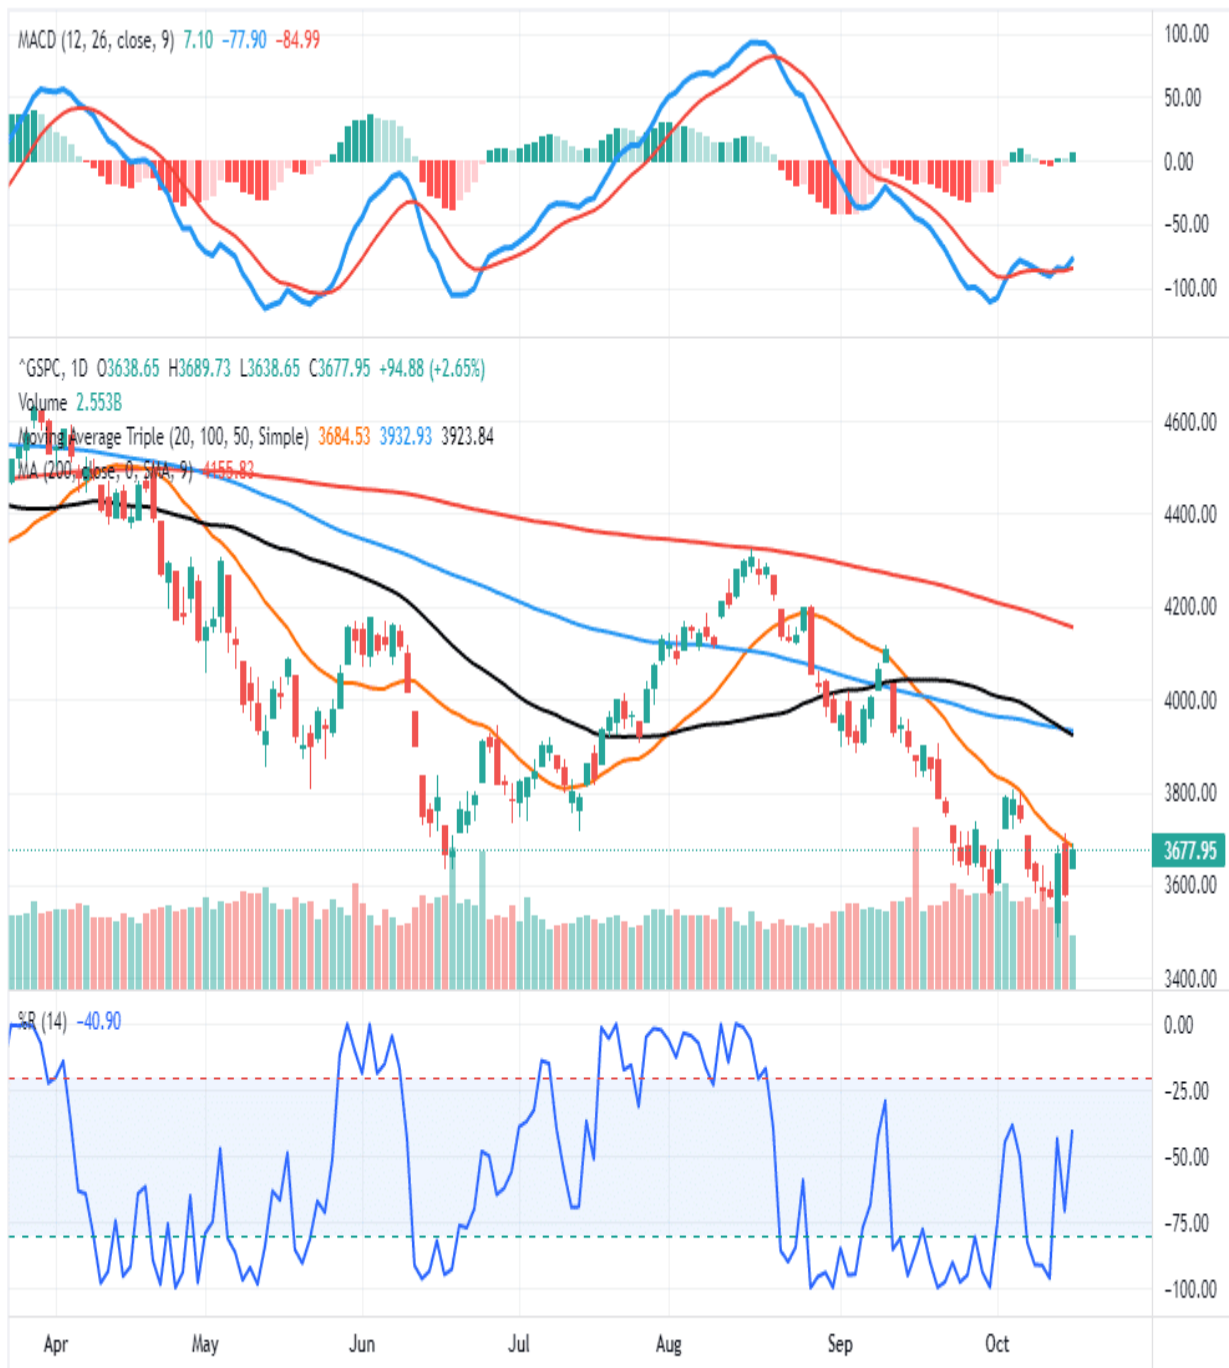 MACD (12, 26, close, 9) 7.10 −77.90 −84.99
100.00
50.00
0.00
−50.00
−100.00
^GSPC, 1D O3638.65 H3689.73 L3638.65 C3677.95 +94.88 (+2.65%)
Volume 2.553B
Moving Average Triple (20, 100, 50, Simple) 3684.53 3932.93 3923.84
MA (200, close, 0, SMA, 9) 4155.83
4600.00
4400.00
4200.00
4000.00
3800.00
3677.95
3600.00
3400.00
%R (14) −40.90
0.00
−25.00
−50.00
−75.00
−100.00
Apr May Jun Jul Aug Sep Oct